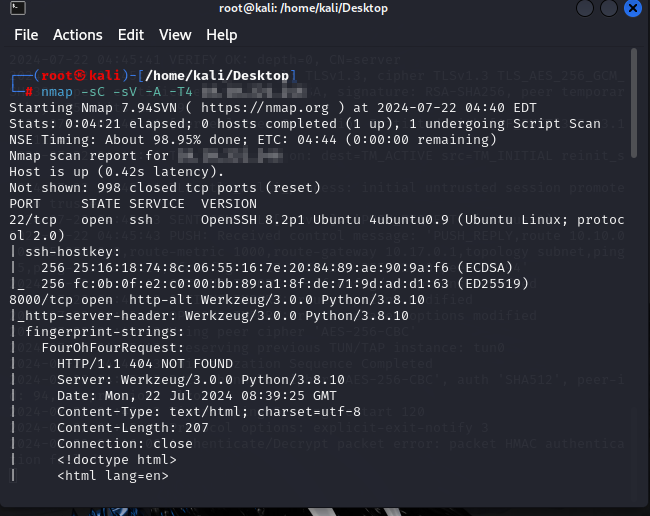 root@kali: /home/kali/Desktop
File Actions Edit View Help
┌──(root㉿kali)-[/home/kali/Desktop]
└─# nmap -sC -sV -A -T4
Starting Nmap 7.94SVN ( https://nmap.org ) at 2024-07-22 04:40 EDT
Stats: 0:04:21 elapsed; 0 hosts completed (1 up), 1 undergoing Script Scan
NSE Timing: About 98.95% done; ETC: 04:44 (0:00:00 remaining)
Nmap scan report for
Host is up (0.42s latency).
Not shown: 998 closed tcp ports (reset)
PORT     STATE SERVICE  VERSION
22/tcp   open  ssh      OpenSSH 8.2p1 Ubuntu 4ubuntu0.9 (Ubuntu Linux; protoc
ol 2.0)
| ssh-hostkey:
|   256 25:16:18:74:8c:06:55:16:7e:20:84:89:ae:90:9a:f6 (ECDSA)
|_  256 fc:0b:0f:e2:c0:00:bb:89:a1:8f:de:71:9d:ad:d1:63 (ED25519)
8000/tcp open  http-alt Werkzeug/3.0.0 Python/3.8.10
|_http-server-header: Werkzeug/3.0.0 Python/3.8.10
| fingerprint-strings:
|   FourOhFourRequest:
|     HTTP/1.1 404 NOT FOUND
|     Server: Werkzeug/3.0.0 Python/3.8.10
|     Date: Mon, 22 Jul 2024 08:39:25 GMT
|     Content-Type: text/html; charset=utf-8
|     Content-Length: 207
|     Connection: close
|     <!doctype html>
|     <html lang=en>